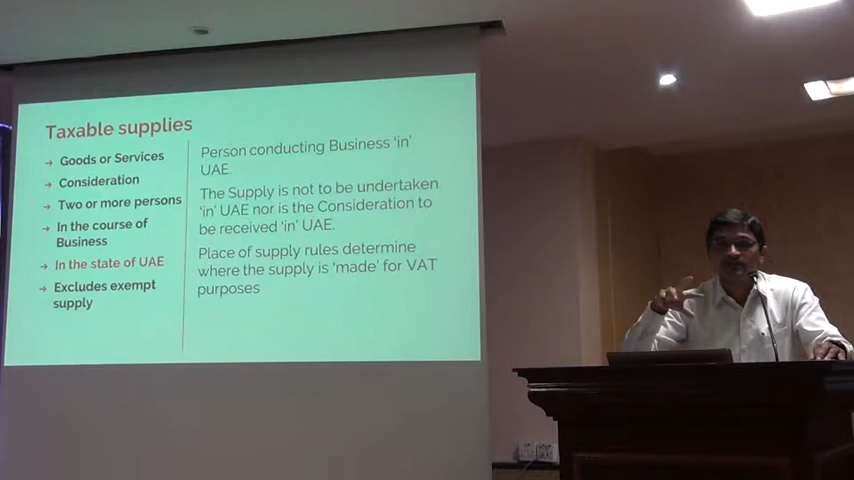 Taxable supplies
→ Goods or Services
→ Consideration
→ Two or more persons
→ In the course of
Business
→ In the state of UAE
→ Excludes exempt
supply
Person conducting Business 'in'
UAE.
The Supply is not to be undertaken
'in' UAE nor is the Consideration to
be received 'in' UAE.
Place of supply rules determine
where the supply is 'made' for VAT
purposes